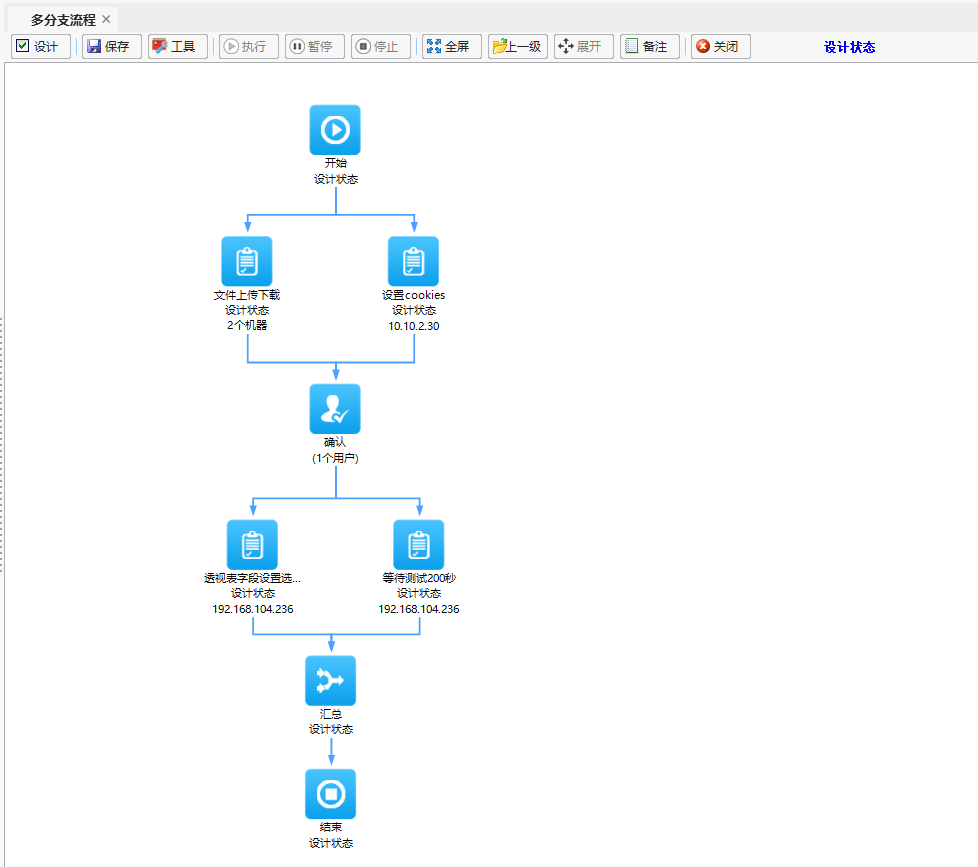 多分支流程
设计 保存 工具 执行 暂停 停止 全屏 上一级 展开 备注 关闭 设计状态
开始
设计状态
文件上传下载 设置cookies
设计状态 设计状态
2个机器 10.10.2.30
确认
(1个用户)
透视表字段设置选... 等待测试200秒
设计状态 设计状态
192.168.104.236 192.168.104.236
汇总
设计状态
结束
设计状态